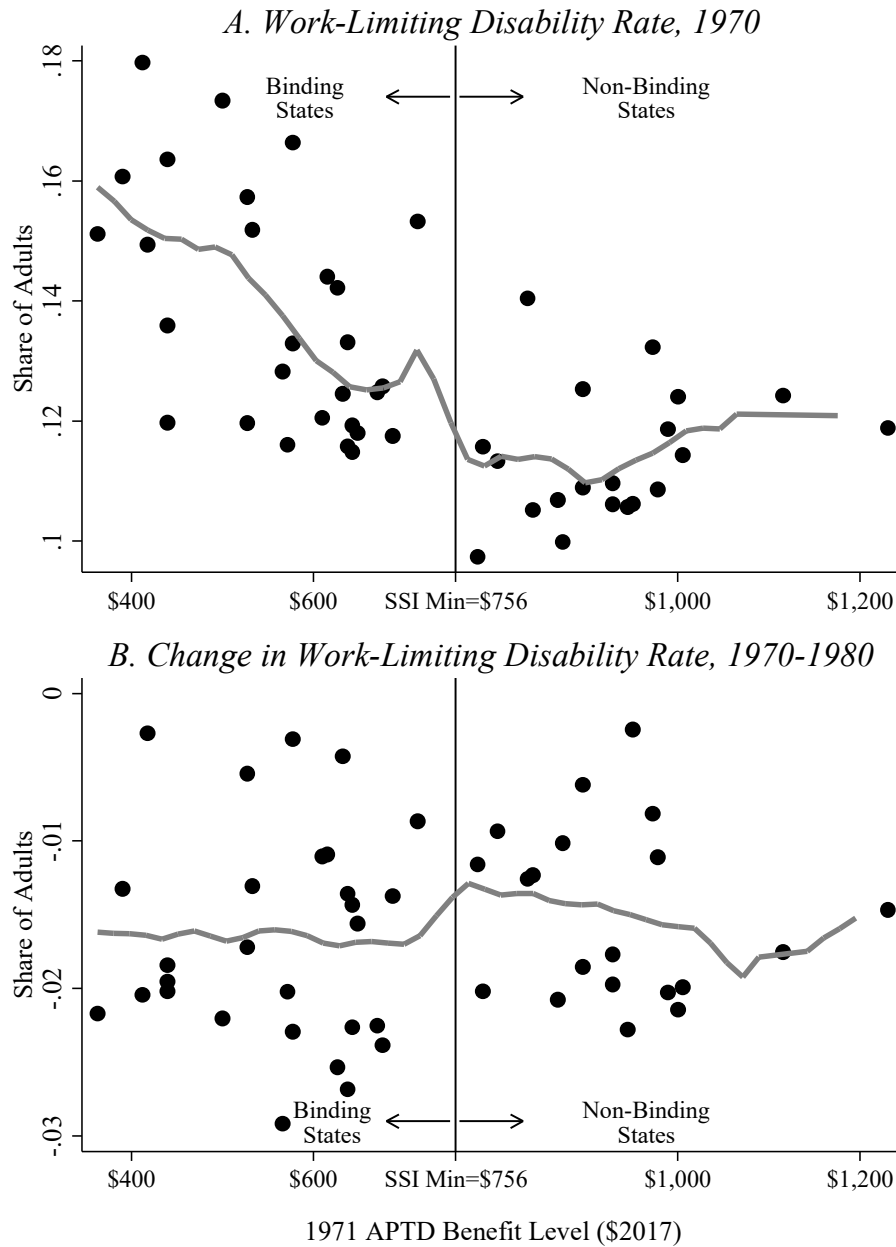 A. Work-Limiting Disability Rate, 1970
Share of Adults
.18
.16
.14
.12
.1
Binding
States
Non-Binding
States
$400
$600
SSI Min=$756
$1,000
$1,200
B. Change in Work-Limiting Disability Rate, 1970-1980
Share of Adults
0
-.01
-.02
-.03
Binding
States
Non-Binding
States
$400
$600
SSI Min=$756
$1,000
$1,200
1971 APTD Benefit Level ($2017)